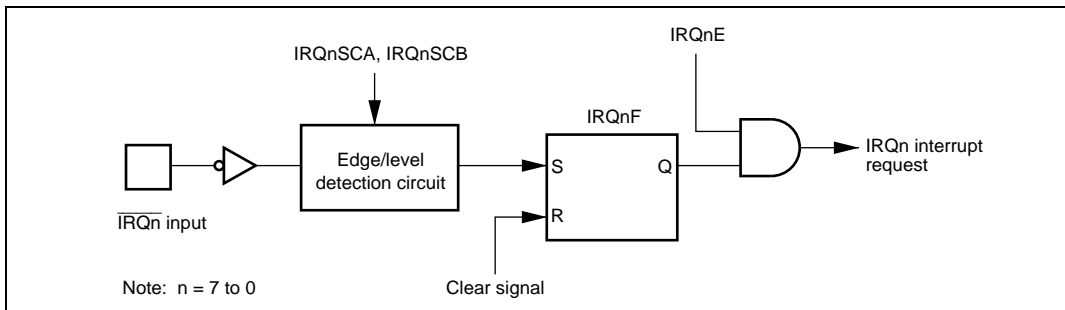 IRQnE
IRQnSCA, IRQnSCB
IRQnF
Edge/level
detection circuit
S
Q
R
IRQn interrupt
request
IRQn input
Clear signal
Note: n = 7 to 0